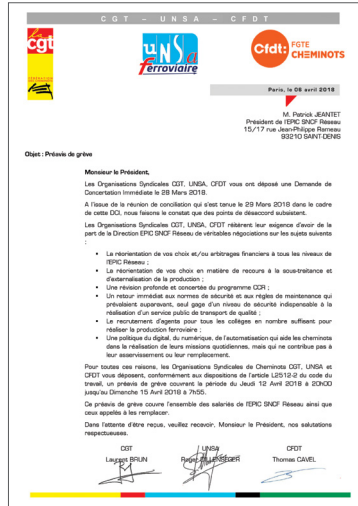 CGT – UNSA – CFDT
La
cgt
UNSA
ferroviaire
Cfdt:
FGTE
CHEMINOTS
Paris, le 06 avril 2018
M. Patrick JEANTET
Président de l'EPIC SNCF Réseau
15/17 rue Jean-Philippe Rameau
93210 SAINT-DENIS
Objet : Préavis de grève
Monsieur le Président,
Les Organisations Syndicales CGT, UNSA, CFDT vous ont déposé une Demande de
Concertation Immédiate le 28 Mars 2018.
A l'issue de la réunion de conciliation qui s'est tenue le 29 Mars 2018 dans le cadre
de cette DCI, nous faisons le constat que des points de désaccord subsistent.
Les Organisations Syndicales CGT, UNSA, CFDT réitèrent leur exigence d'avoir de la
part de la Direction EPIC SNCF Réseau de véritables négociations sur les sujets suivants
:
• La réorientation de vos choix et/ou arbitrages financiers à tous les niveaux de
l'EPIC Réseau ;
• La réorientation de vos choix en matière de recours à la sous-traitance et
d'externalisation de la production ;
• Une révision profonde et concertée du programme CCR ;
• Un retour immédiat aux normes de sécurité et aux règles de maintenance qui
prévalaient auparavant, seul gage d'un niveau de sécurité indispensable à la
réalisation d'un service public de transport de qualité ;
• Le recrutement d'agents pour tous les collèges en nombre suffisant pour
réaliser la production ferroviaire ;
• Une politique du digital, du numérique, de l'automatisation qui aide les cheminots
dans la réalisation de leurs missions quotidiennes, mais qui ne contribue pas à
leur asservissement ou leur remplacement.
Pour toutes ces raisons, les Organisations Syndicales de Cheminots CGT, UNSA et
CFDT vous déposent, conformément aux dispositions de l'article L2512-2 du code du
travail, un préavis de grève couvrant la période du Jeudi 12 Avril 2018 à 20h00
jusqu'au Dimanche 15 Avril 2018 à 7h55.
Ce préavis de grève couvre l'ensemble des salariés de l'EPIC SNCF Réseau ainsi que
ceux appelés à les remplacer.
Dans l'attente d'être reçus, veuillez recevoir, Monsieur le Président, nos salutations
respectueuses.
CGT UNSA CFDT
Laurent BRUN Roger DILLENSEGER Thomas CAVEL